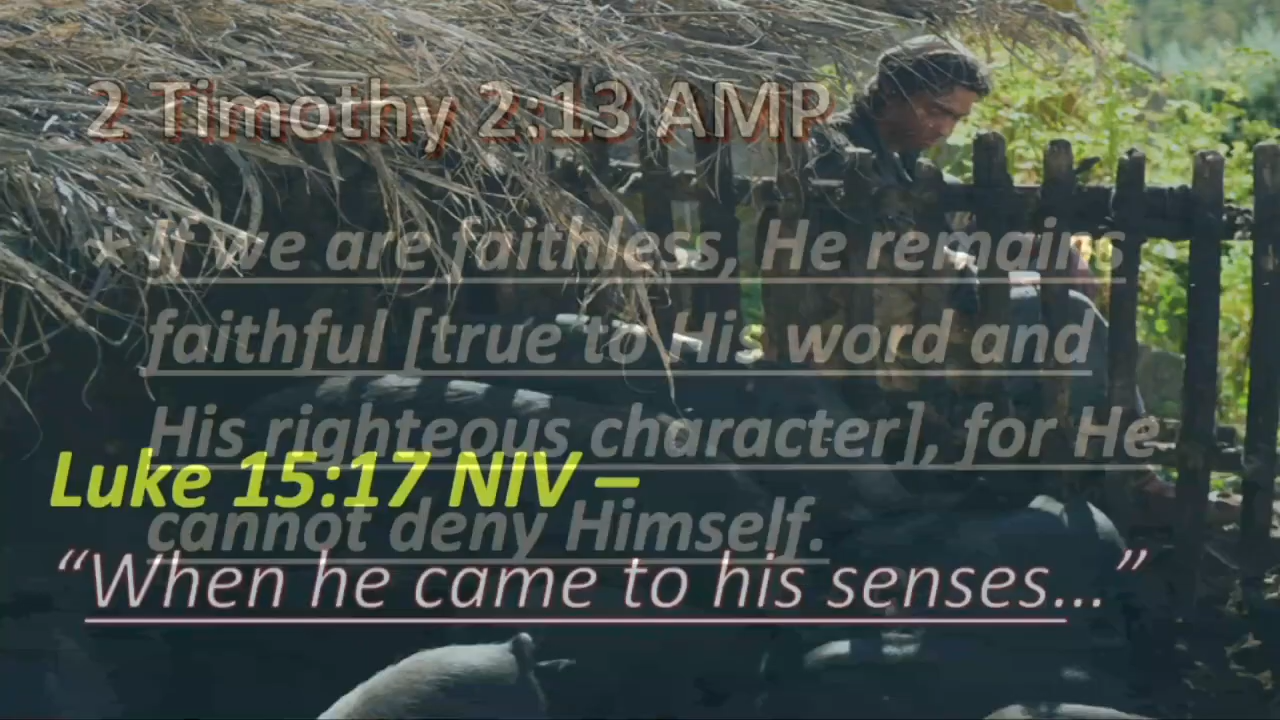 2 Timothy 2:13 AMP
* If we are faithless, He remains
faithful [true to His word and
His righteous character], for He
cannot deny Himself.
Luke 15:17 NIV –
“When he came to his senses...”